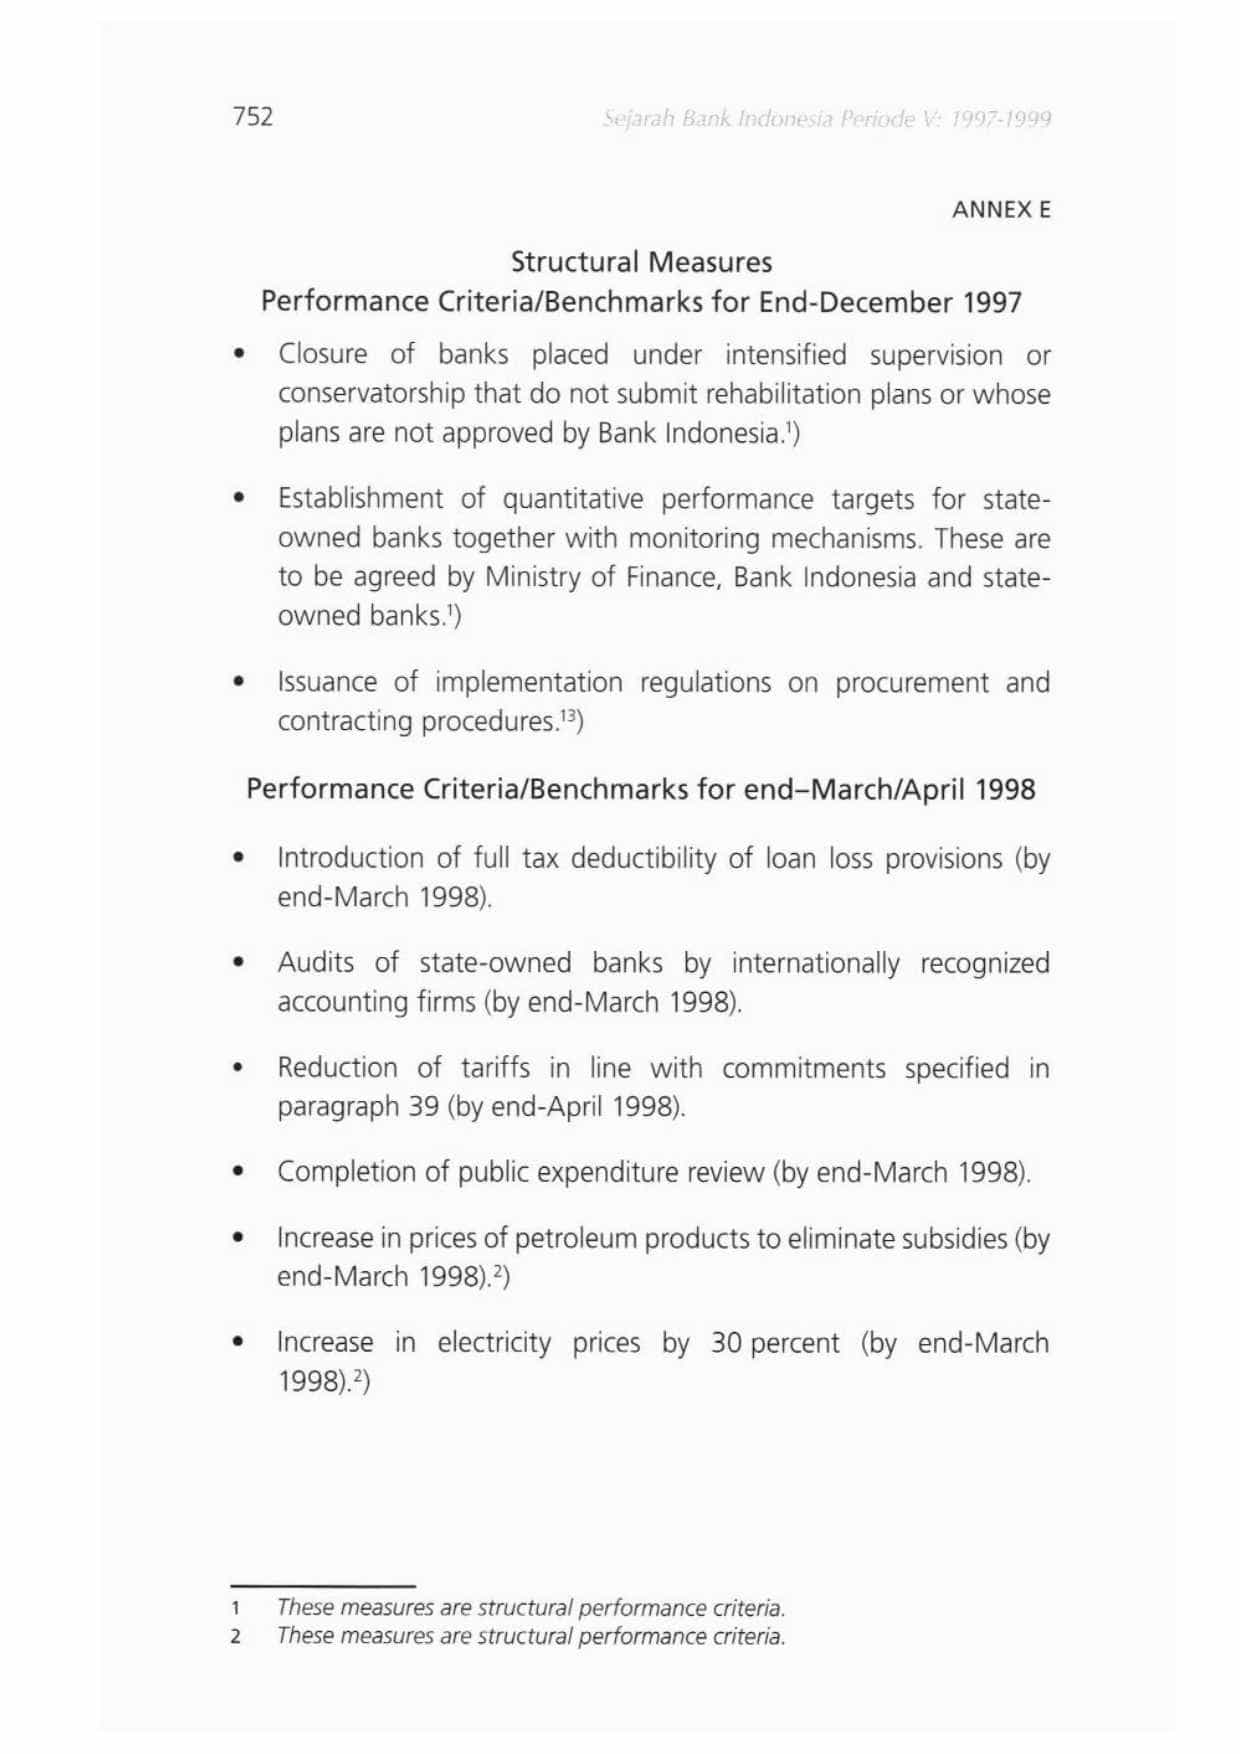 752
Sejarah Bank Indonesia Periode V: 1997-1999
ANNEX E
Structural Measures
Performance Criteria/Benchmarks for End-December 1997
• Closure of banks placed under intensified supervision or
conservatorship that do not submit rehabilitation plans or whose
plans are not approved by Bank Indonesia.¹)
• Establishment of quantitative performance targets for state-
owned banks together with monitoring mechanisms. These are
to be agreed by Ministry of Finance, Bank Indonesia and state-
owned banks.¹)
• Issuance of implementation regulations on procurement and
contracting procedures.¹³)
Performance Criteria/Benchmarks for end–March/April 1998
• Introduction of full tax deductibility of loan loss provisions (by
end-March 1998).
• Audits of state-owned banks by internationally recognized
accounting firms (by end-March 1998).
• Reduction of tariffs in line with commitments specified in
paragraph 39 (by end-April 1998).
• Completion of public expenditure review (by end-March 1998).
• Increase in prices of petroleum products to eliminate subsidies (by
end-March 1998).²)
• Increase in electricity prices by 30 percent (by end-March
1998).²)
1 These measures are structural performance criteria.
2 These measures are structural performance criteria.